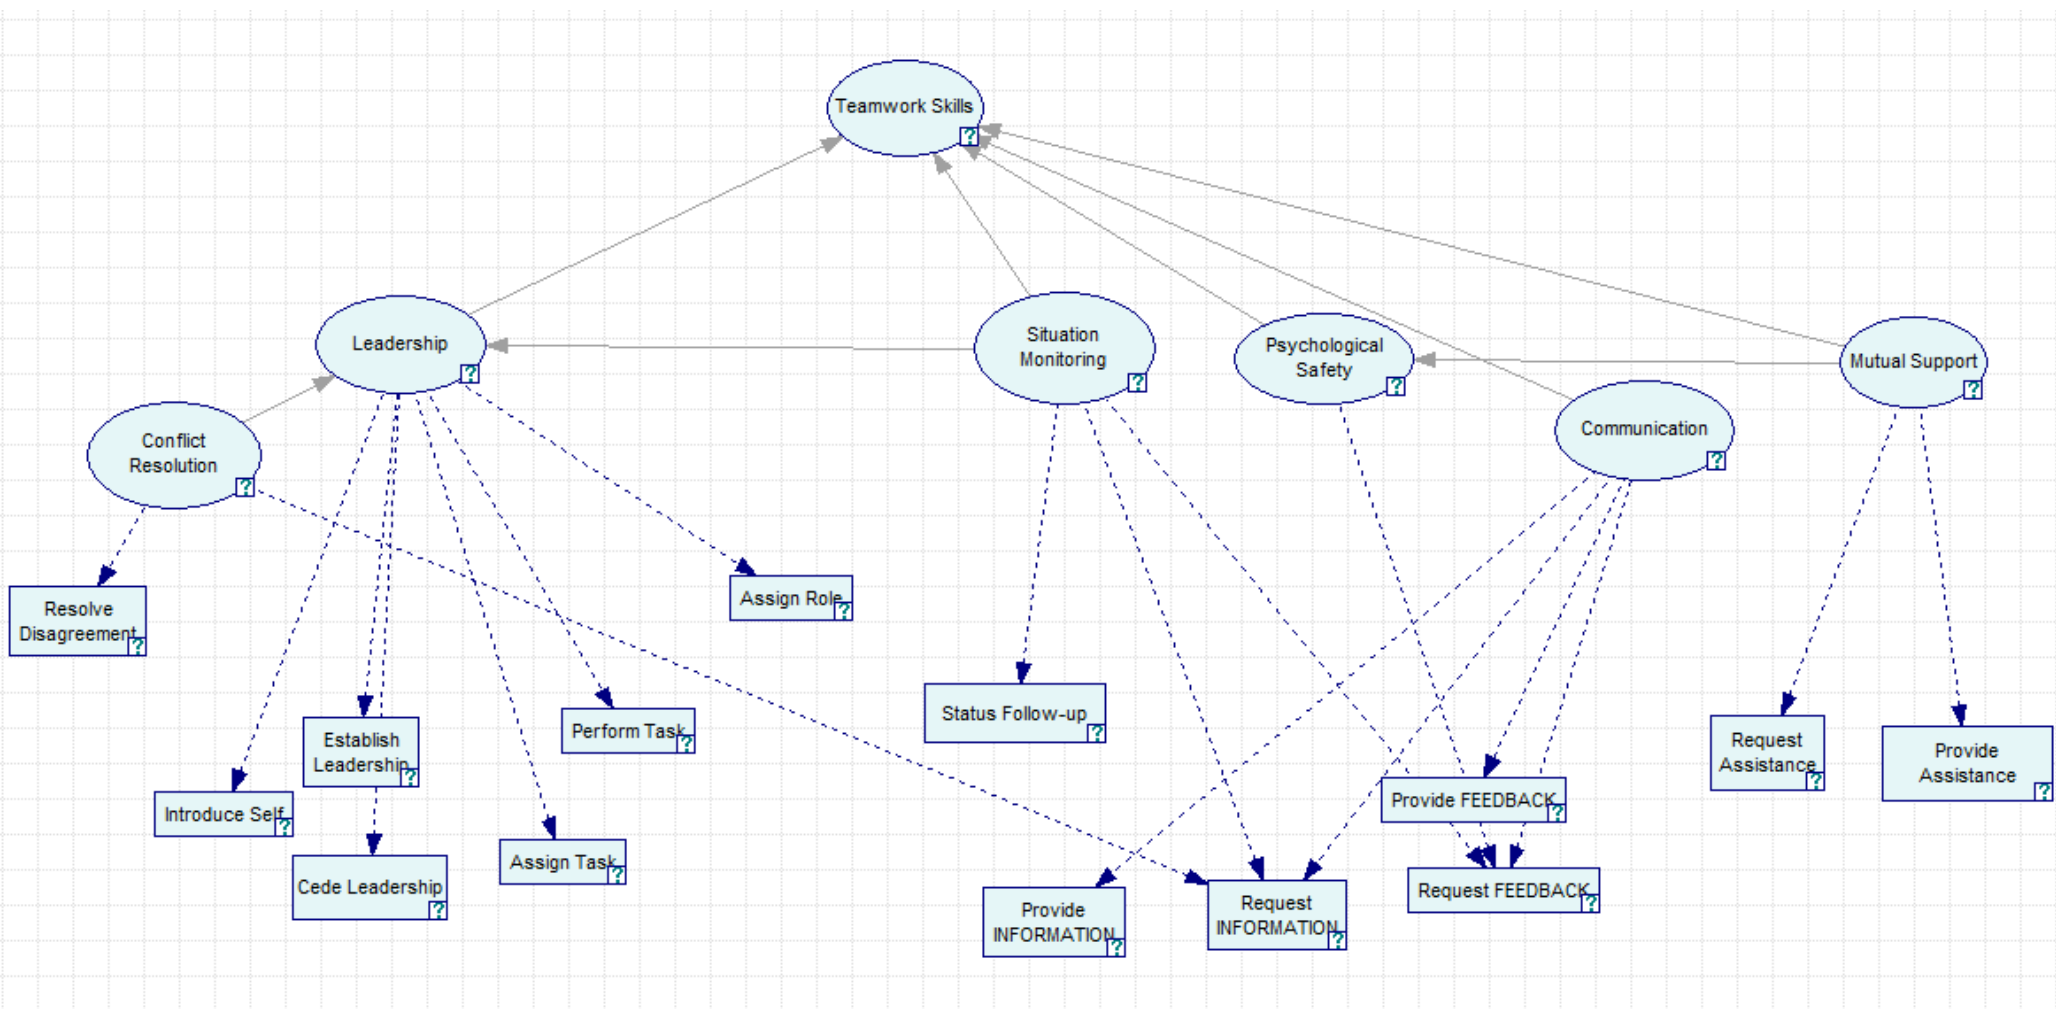 Teamwork Skills
?
Leadership
?
Situation
Monitoring
?
Psychological
Safety
?
Mutual Support
?
Conflict
Resolution
?
Communication
?
Resolve
Disagreement
?
Assign Role
?
Status Follow-up
?
Perform Task
?
Establish
Leadership
?
Request
Assistance
?
Provide
Assistance
?
Introduce Self
?
Provide FEEDBACK
?
Assign Task
?
Cede Leadership
?
Request FEEDBACK
?
Provide
INFORMATION
?
Request
INFORMATION
?